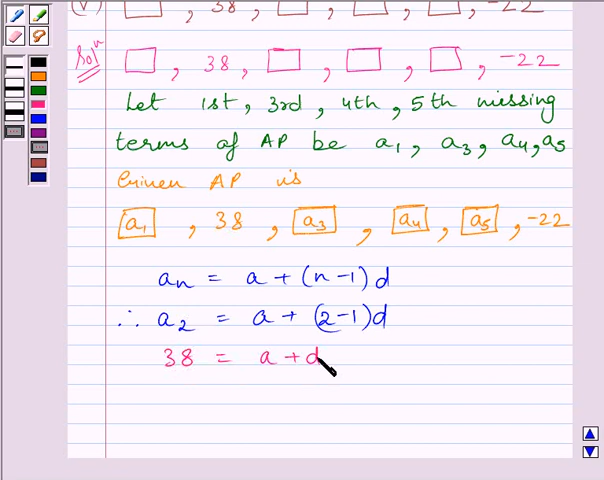 (v) □, 38, □, □, □, -22
Solⁿ □, 38, □, □, □, -22
Let 1st, 3rd, 4th, 5th missing
terms of AP be a₁, a₃, a₄, a₅
Given AP is
a₁, 38, a₃, a₄, a₅, -22
aₙ = a + (n-1)d
∴ a₂ = a + (2-1)d
38 = a + d